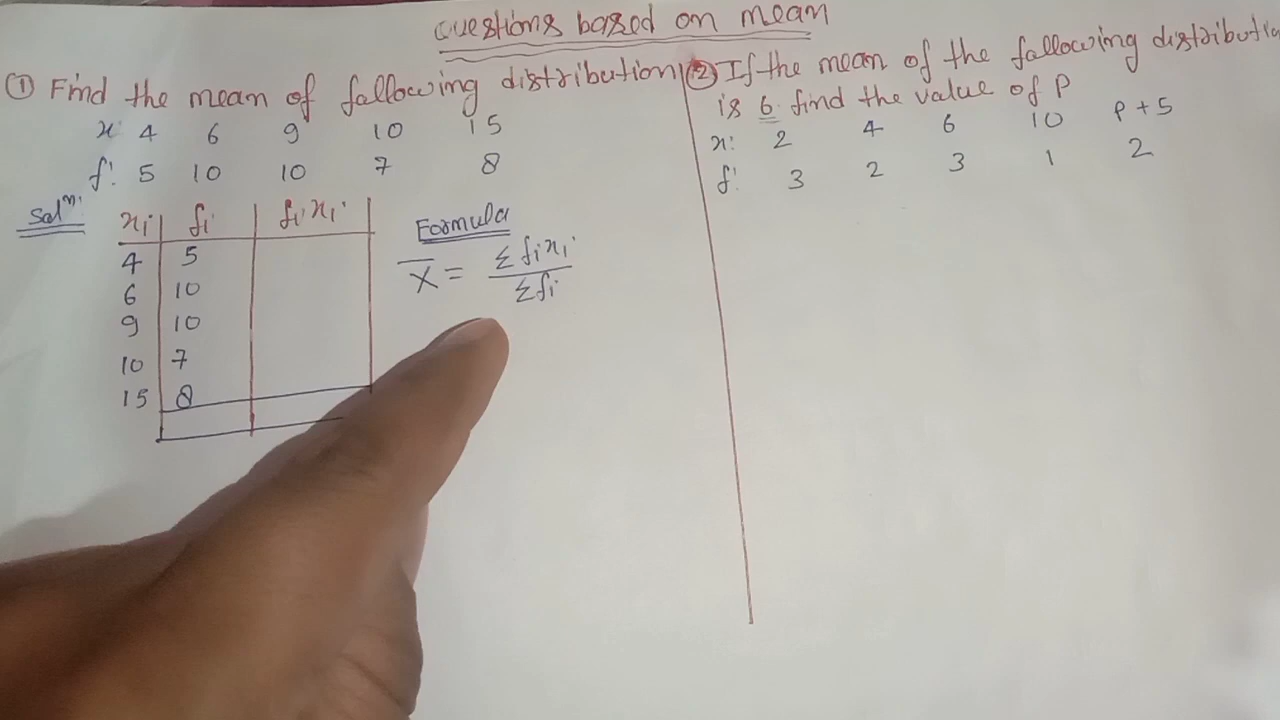 Questions based on mean
① Find the mean of fallowing distribution
x: 4 6 9 10 15
f: 5 10 10 7 8
Solⁿ:
xi fi fixi
4 5
6 10
9 10
10 7
15 8
Formula
X̄ = Σfixi / Σfi
② If the mean of the fallowing distributio
is 6 find the value of P
x: 2 4 6 10 P+5
f: 3 2 3 1 2